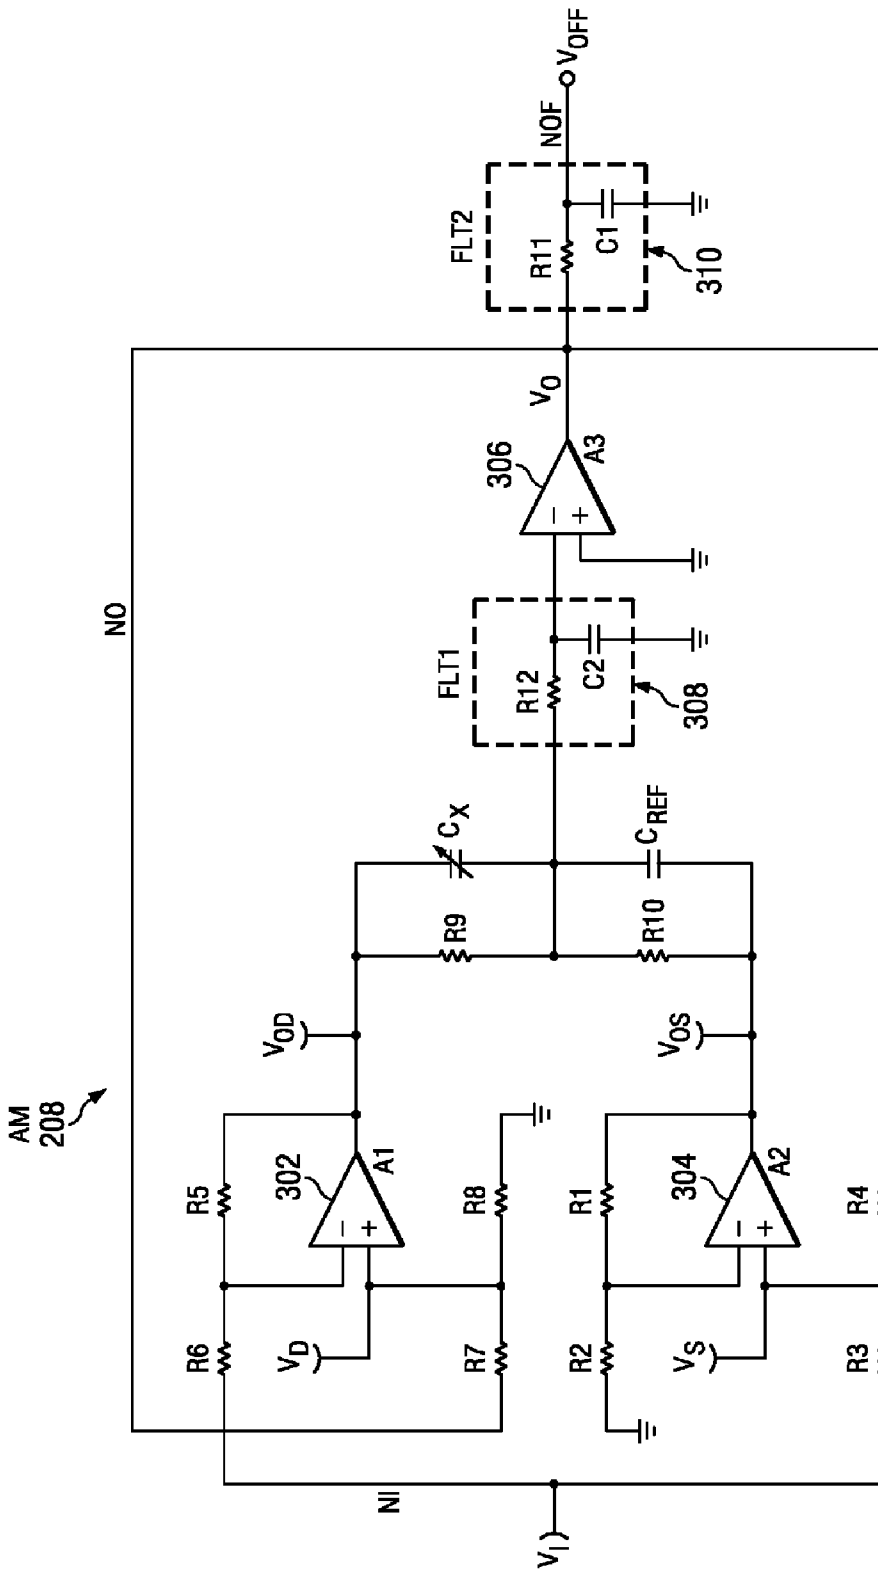 AM
208
NO
NI
V_I
R6
R5
V_D
302
A1
R7
R8
V_OD
R2
R1
V_S
304
A2
R3
R4
V_OS
R9
R10
C_X
C_REF
FLT1
R12
C2
308
306
A3
V_O
FLT2
R11
C1
310
NOF
V_OFF